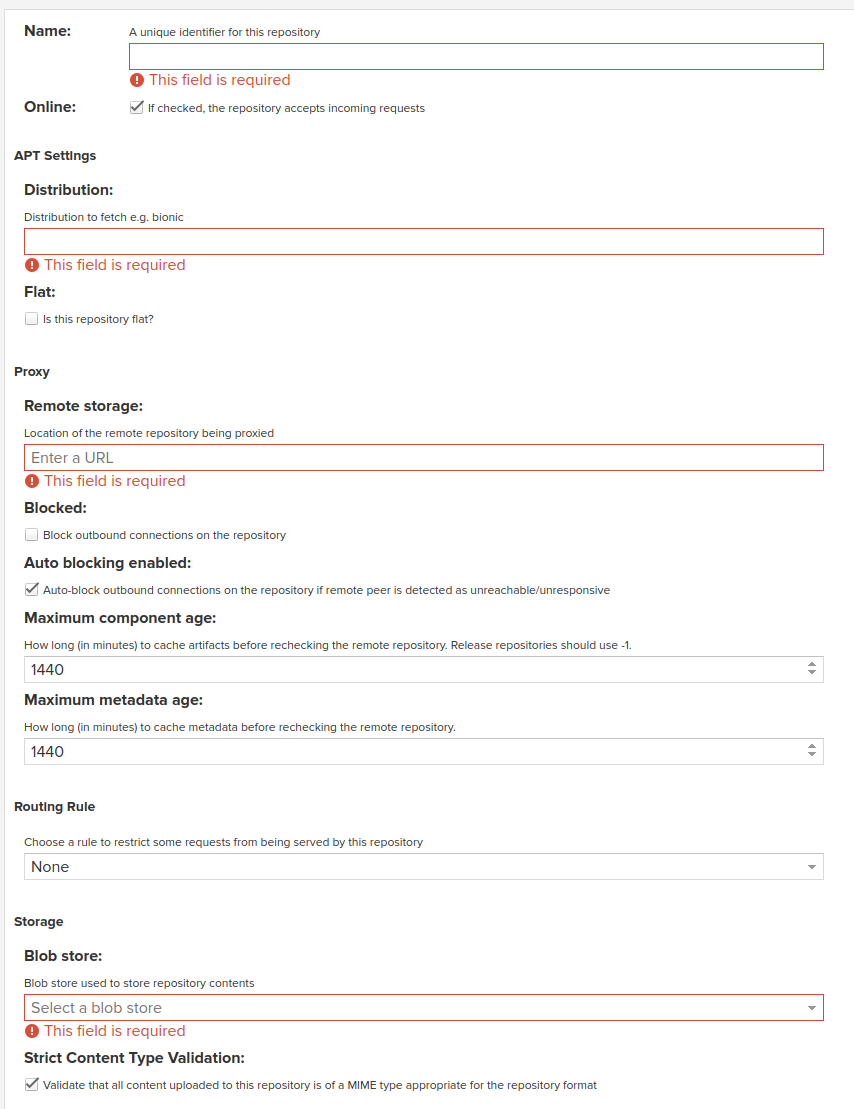 Name: A unique identifier for this repository
This field is required
Online: If checked, the repository accepts incoming requests
APT Settings
Distribution:
Distribution to fetch e.g. bionic
This field is required
Flat:
Is this repository flat?
Proxy
Remote storage:
Location of the remote repository being proxied
Enter a URL
This field is required
Blocked:
Block outbound connections on the repository
Auto blocking enabled:
Auto-block outbound connections on the repository if remote peer is detected as unreachable/unresponsive
Maximum component age:
How long (in minutes) to cache artifacts before rechecking the remote repository. Release repositories should use -1.
1440
Maximum metadata age:
How long (in minutes) to cache metadata before rechecking the remote repository.
1440
Routing Rule
Choose a rule to restrict some requests from being served by this repository
None
Storage
Blob store:
Blob store used to store repository contents
Select a blob store
This field is required
Strict Content Type Validation:
Validate that all content uploaded to this repository is of a MIME type appropriate for the repository format